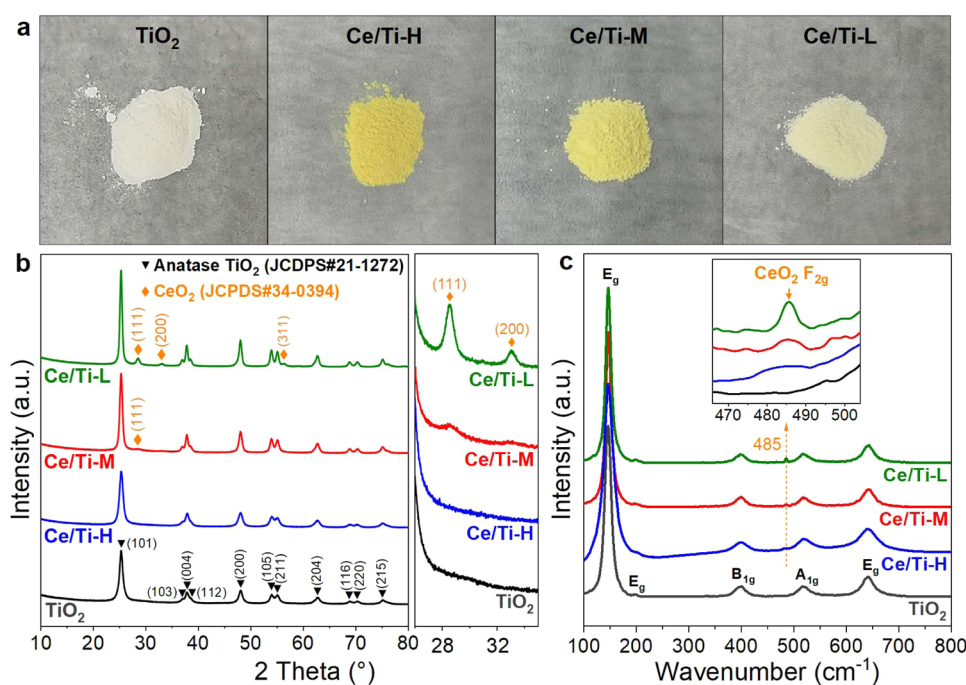 a
TiO2
Ce/Ti-H
Ce/Ti-M
Ce/Ti-L
b
Intensity (a.u.)
▼ Anatase TiO2 (JCDPS#21-1272)
◆ CeO2 (JCPDS#34-0394)
(111)
(200)
(311)
Ce/Ti-L
(111)
Ce/Ti-M
Ce/Ti-H
(101)
(103)
(004)
(112)
(200)
(105)
(211)
(204)
(116)
(220)
(215)
TiO2
10 20 30 40 50 60 70 80
(111)
(200)
Ce/Ti-L
Ce/Ti-M
Ce/Ti-H
TiO2
28 32
2 Theta (°)
c
Intensity (a.u.)
Eg
CeO2 F2g
470 480 490 500
485
Ce/Ti-L
Ce/Ti-M
Ce/Ti-H
Eg
B1g
A1g
Eg
TiO2
100 200 300 400 500 600 700 800
Wavenumber (cm-1)